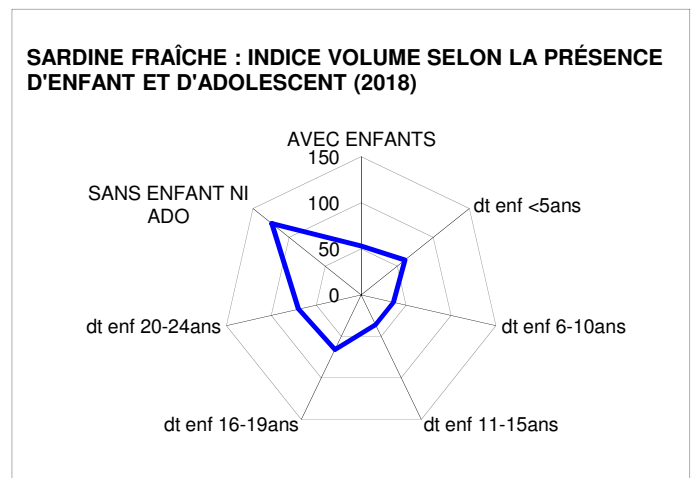 SARDINE FRAÎCHE : INDICE VOLUME SELON LA PRÉSENCE
D'ENFANT ET D'ADOLESCENT (2018)
AVEC ENFANTS
150
SANS ENFANT NI
ADO
dt enf <5ans
100
50
0
dt enf 20-24ans
dt enf 6-10ans
dt enf 16-19ans
dt enf 11-15ans